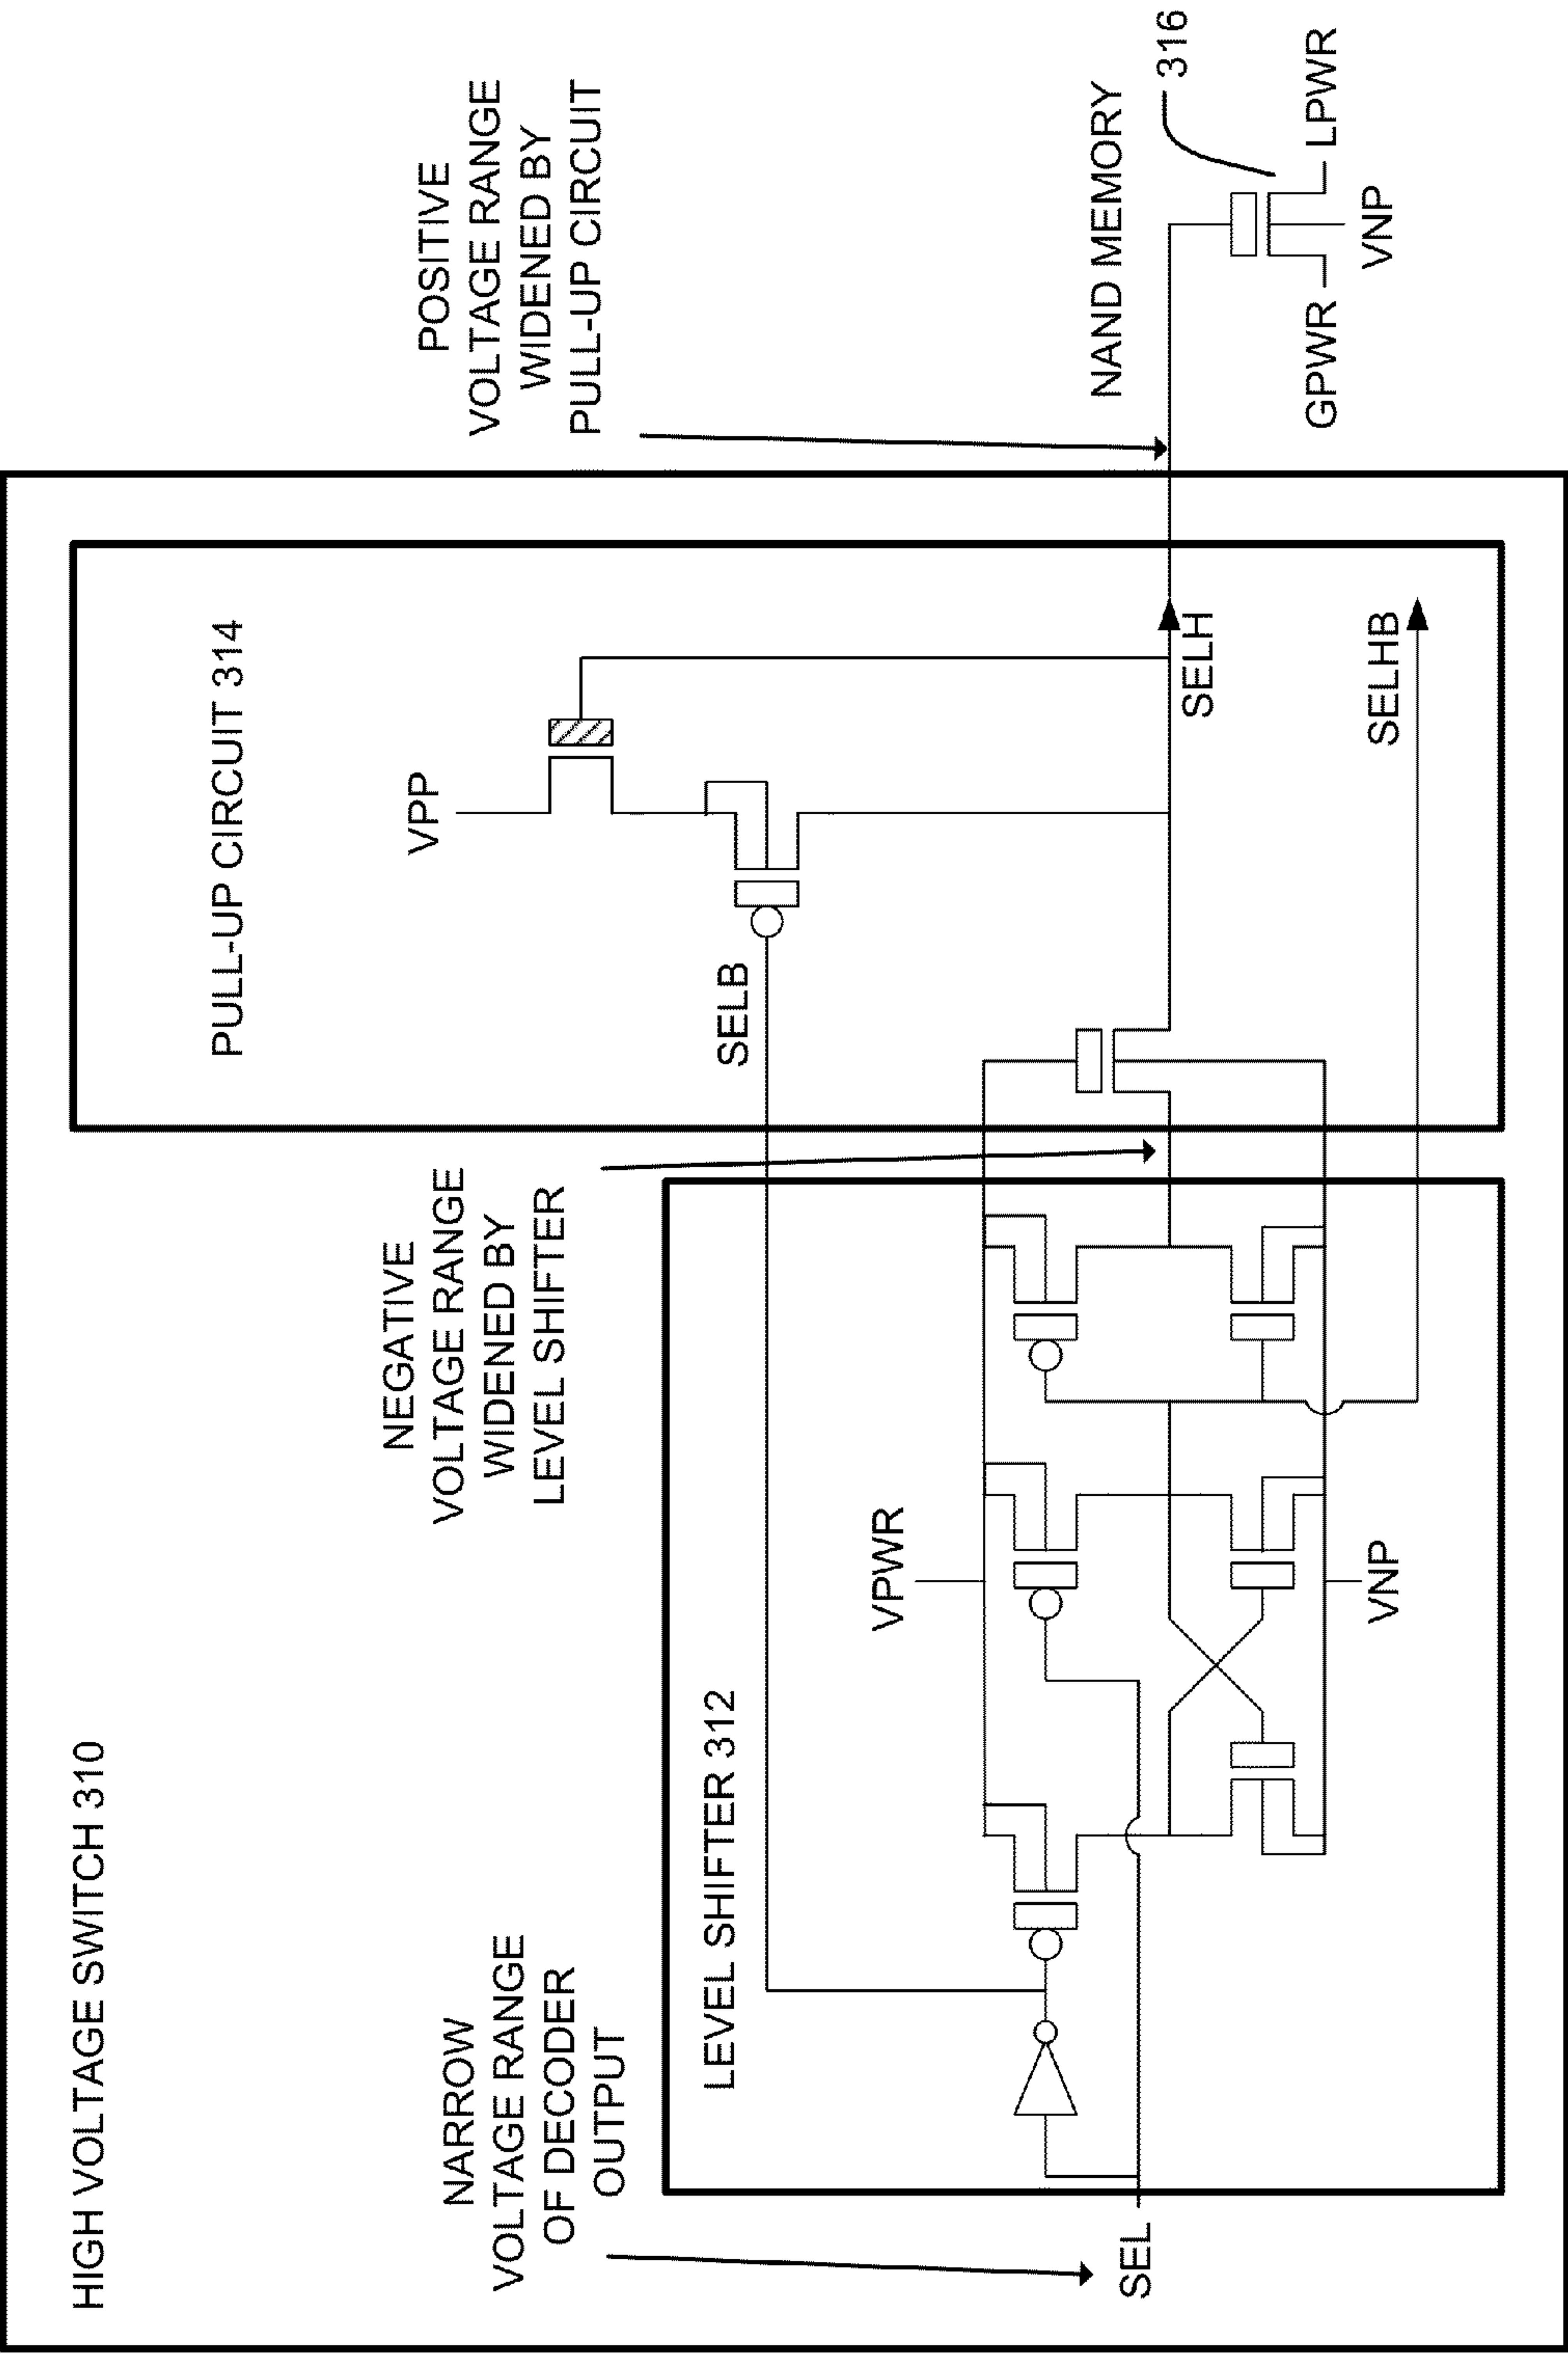 HIGH VOLTAGE SWITCH 310
NARROW
VOLTAGE RANGE
OF DECODER
OUTPUT
NEGATIVE
VOLTAGE RANGE
WIDENED BY
LEVEL SHIFTER
POSITIVE
VOLTAGE RANGE
WIDENED BY
PULL-UP CIRCUIT
PULL-UP CIRCUIT 314
VPP
SELB
LEVEL SHIFTER 312
VPWR
SEL
VNP
SELH
SELHB
NAND MEMORY
316
GPWR
LPWR
VNP